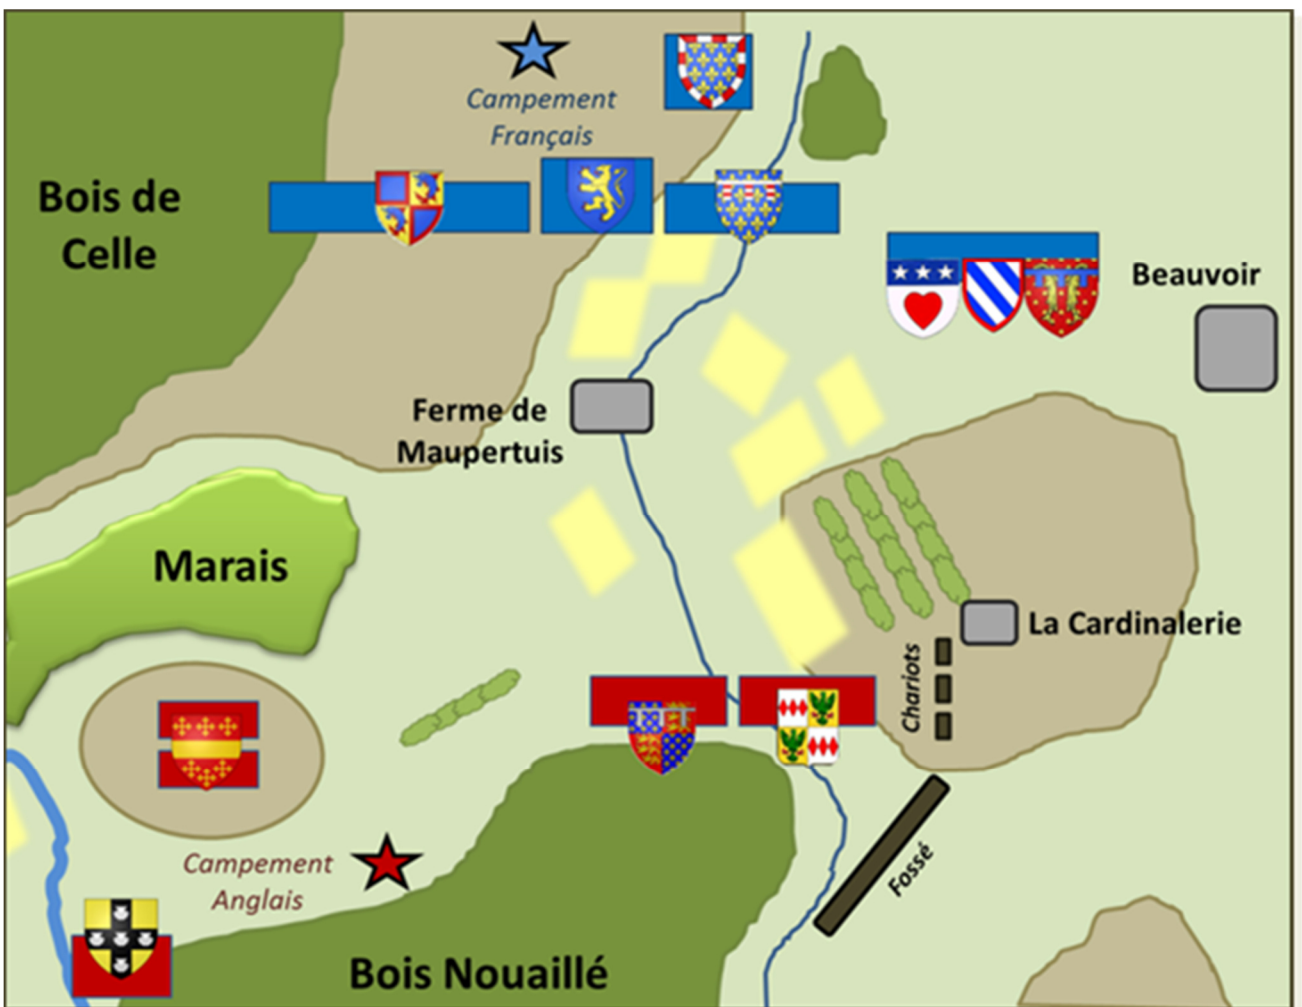 Campement
Français
Bois de
Celle
Beauvoir
Ferme de
Maupertuis
Marais
La Cardinalerie
Chariots
Campement
Anglais
Fossé
Bois Nouaillé